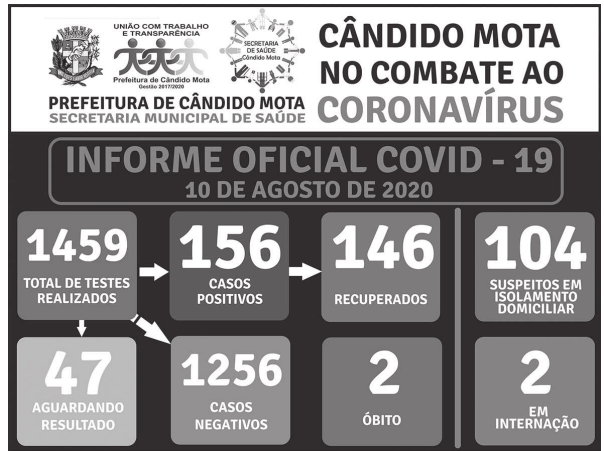 UNIÃO COM TRABALHO
E TRANSPARÊNCIA
Prefeitura de Cândido Mota
Gestão 2017/2020
SECRETARIA
DE SAÚDE
Cândido Mota
PREFEITURA DE CÂNDIDO MOTA
SECRETARIA MUNICIPAL DE SAÚDE
CÂNDIDO MOTA
NO COMBATE AO
CORONAVÍRUS
INFORME OFICIAL COVID - 19
10 DE AGOSTO DE 2020
1459
TOTAL DE TESTES
REALIZADOS
156
CASOS
POSITIVOS
146
RECUPERADOS
104
SUSPEITOS EM
ISOLAMENTO
DOMICILIAR
47
AGUARDANDO
RESULTADO
1256
CASOS
NEGATIVOS
2
ÓBITO
2
EM
INTERNAÇÃO